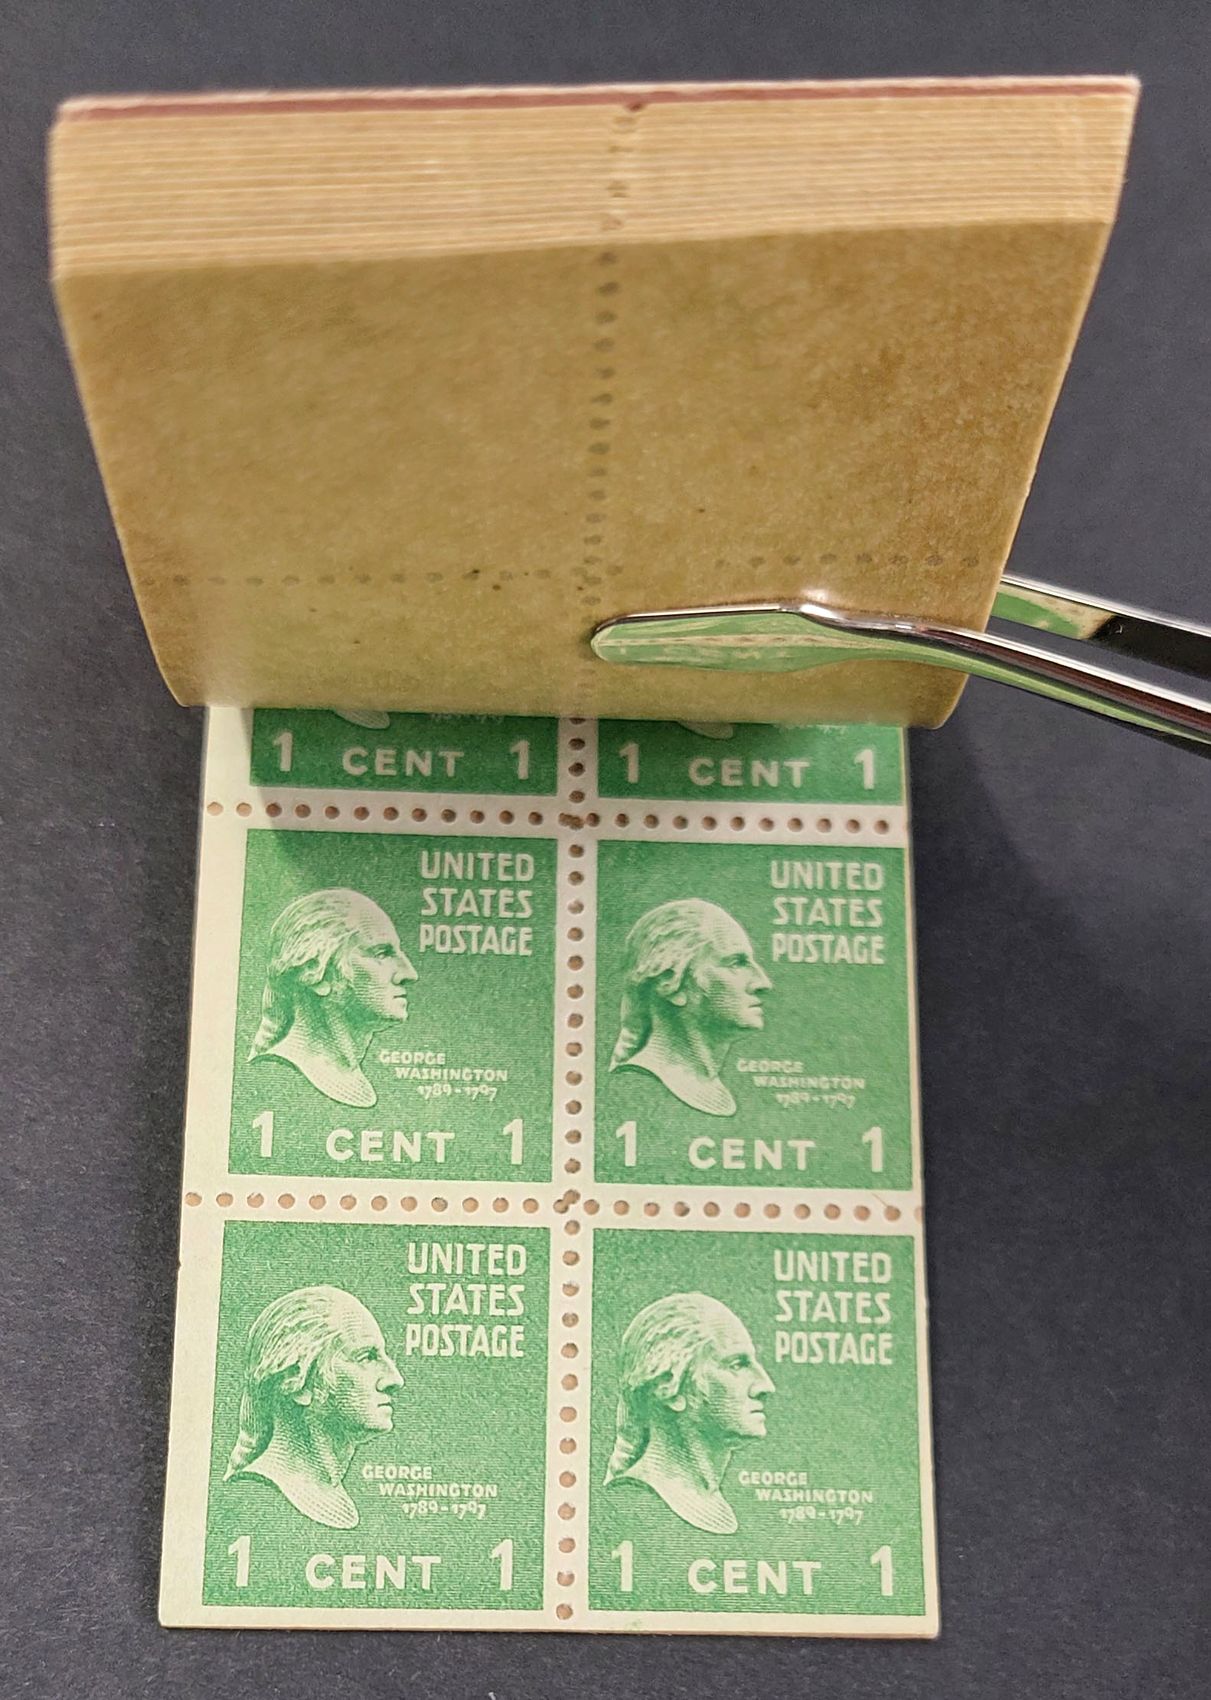 1 CENT 1
1 CENT 1
UNITED
STATES
POSTAGE
GEORGE
WASHINGTON
1789-1797
1 CENT 1
UNITED
STATES
POSTAGE
GEORGE
WASHINGTON
1789-1797
1 CENT 1
UNITED
STATES
POSTAGE
GEORGE
WASHINGTON
1789-1797
1 CENT 1
UNITED
STATES
POSTAGE
GEORGE
WASHINGTON
1789-1797
1 CENT 1